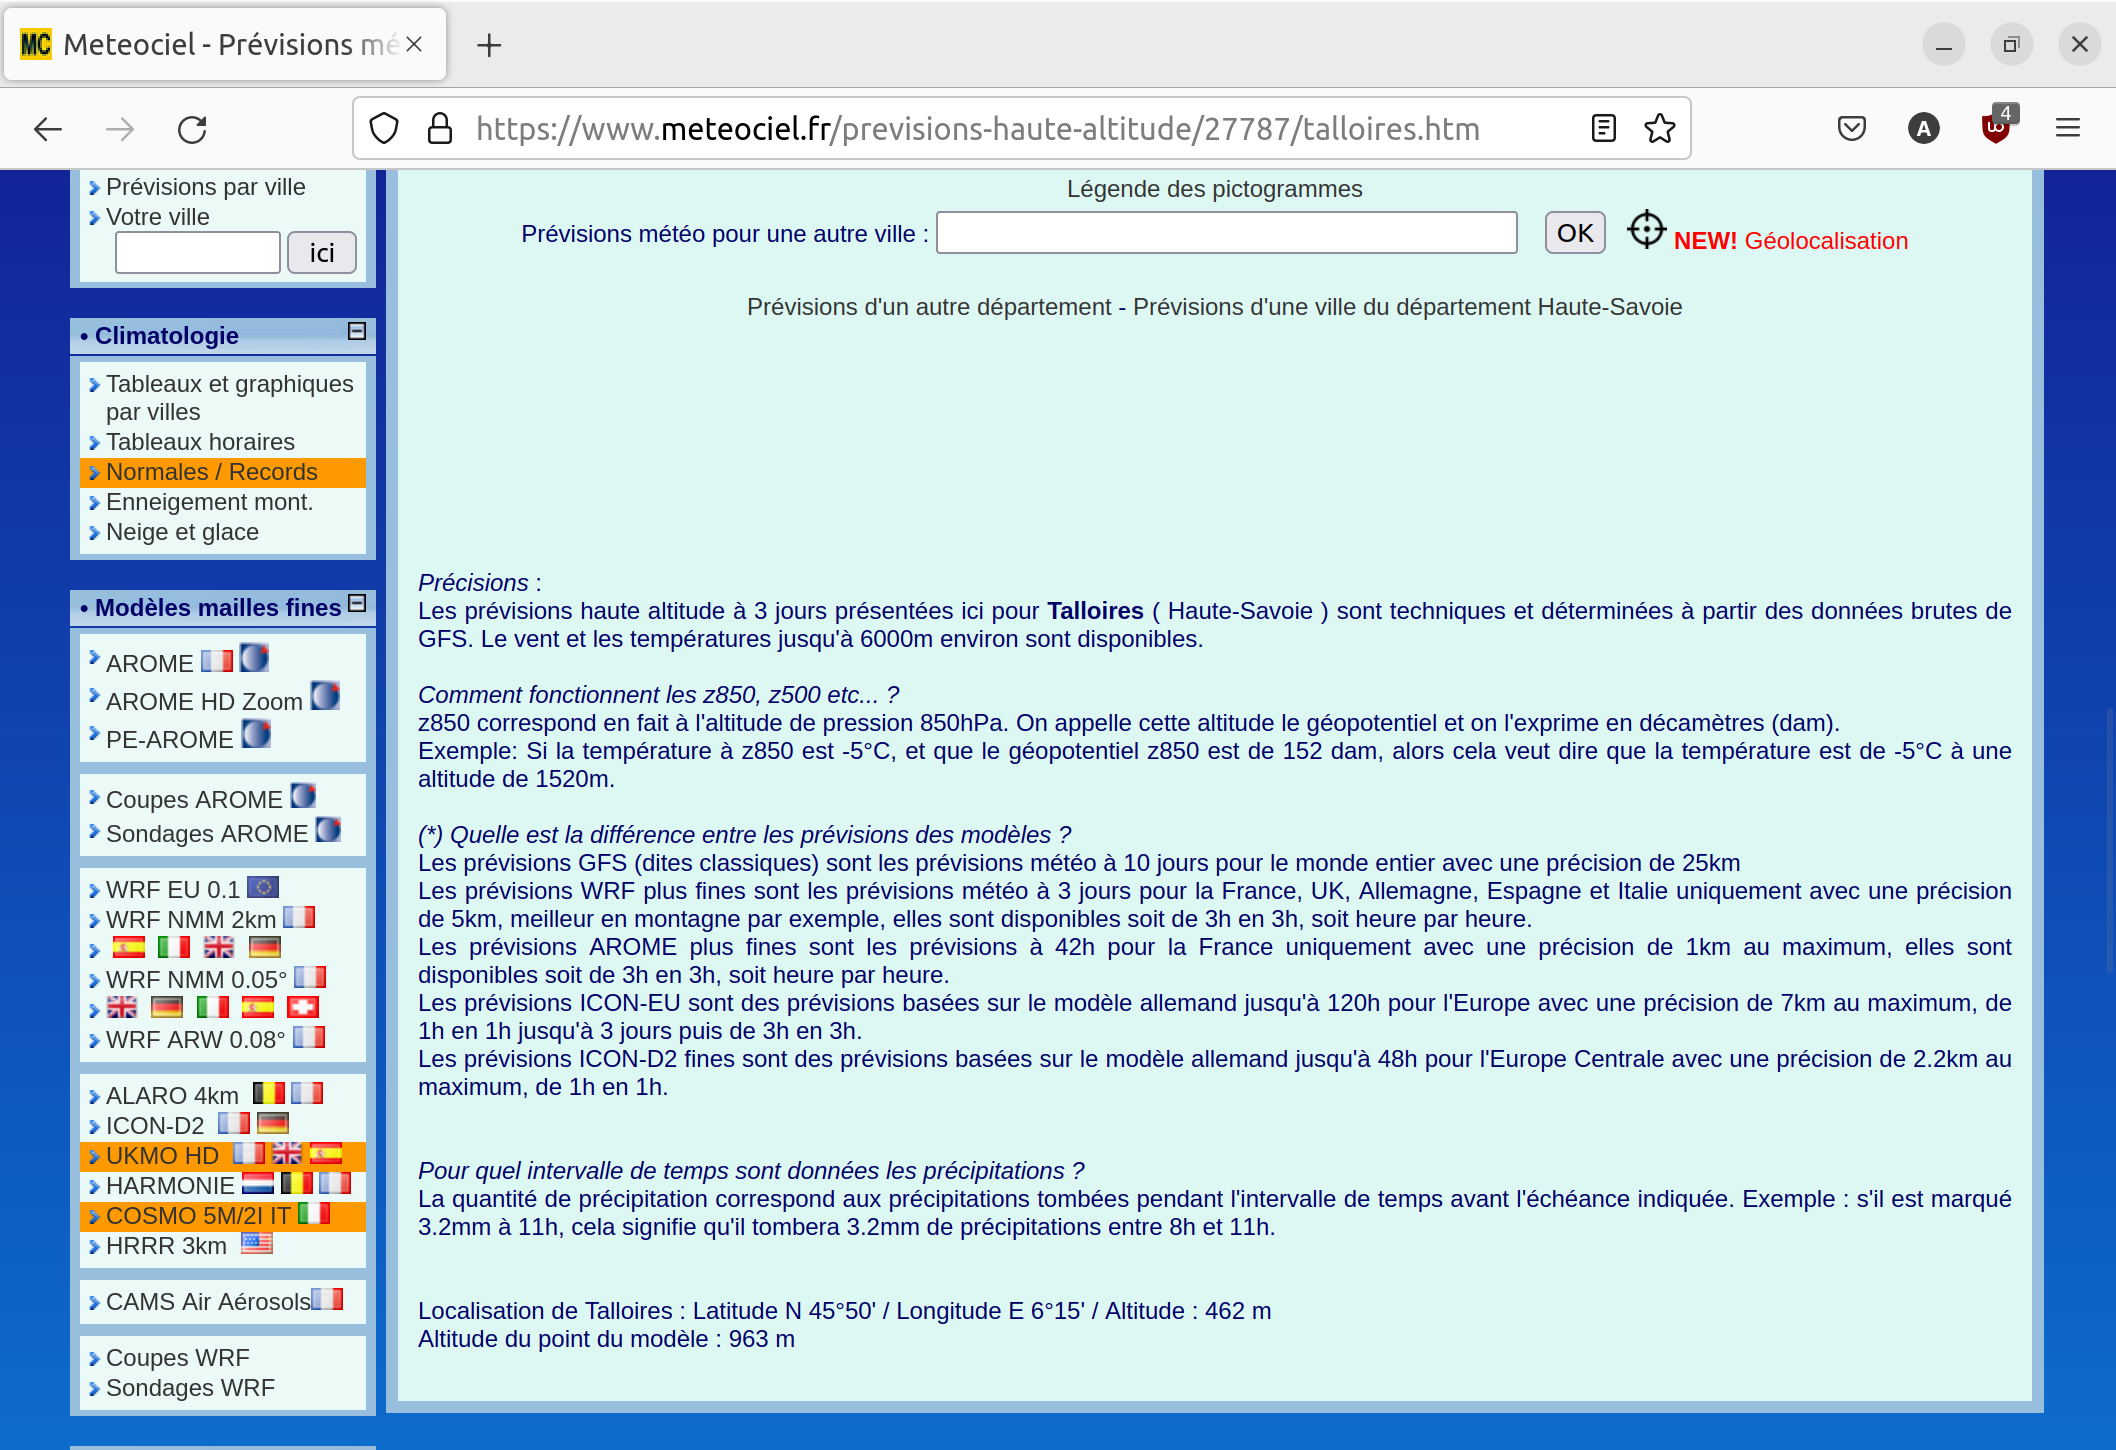 MC Meteociel - Prévisions mé
https://www.meteociel.fr/previsions-haute-altitude/27787/talloires.htm
A
4
Prévisions par ville
Votre ville
ici
• Climatologie
Tableaux et graphiques
par villes
Tableaux horaires
Normales / Records
Enneigement mont.
Neige et glace
• Modèles mailles fines
AROME
AROME HD Zoom
PE-AROME
Coupes AROME
Sondages AROME
WRF EU 0.1
WRF NMM 2km
WRF NMM 0.05°
WRF ARW 0.08°
ALARO 4km
ICON-D2
UKMO HD
HARMONIE
COSMO 5M/2I IT
HRRR 3km
CAMS Air Aérosols
Coupes WRF
Sondages WRF
Légende des pictogrammes
Prévisions météo pour une autre ville :
OK
NEW! Géolocalisation
Prévisions d'un autre département - Prévisions d'une ville du département Haute-Savoie
Précisions :
Les prévisions haute altitude à 3 jours présentées ici pour Talloires ( Haute-Savoie ) sont techniques et déterminées à partir des données brutes de
GFS. Le vent et les températures jusqu'à 6000m environ sont disponibles.
Comment fonctionnent les z850, z500 etc... ?
z850 correspond en fait à l'altitude de pression 850hPa. On appelle cette altitude le géopotentiel et on l'exprime en décamètres (dam).
Exemple: Si la température à z850 est -5°C, et que le géopotentiel z850 est de 152 dam, alors cela veut dire que la température est de -5°C à une
altitude de 1520m.
(*) Quelle est la différence entre les prévisions des modèles ?
Les prévisions GFS (dites classiques) sont les prévisions météo à 10 jours pour le monde entier avec une précision de 25km
Les prévisions WRF plus fines sont les prévisions météo à 3 jours pour la France, UK, Allemagne, Espagne et Italie uniquement avec une précision
de 5km, meilleur en montagne par exemple, elles sont disponibles soit de 3h en 3h, soit heure par heure.
Les prévisions AROME plus fines sont les prévisions à 42h pour la France uniquement avec une précision de 1km au maximum, elles sont
disponibles soit de 3h en 3h, soit heure par heure.
Les prévisions ICON-EU sont des prévisions basées sur le modèle allemand jusqu'à 120h pour l'Europe avec une précision de 7km au maximum, de
1h en 1h jusqu'à 3 jours puis de 3h en 3h.
Les prévisions ICON-D2 fines sont des prévisions basées sur le modèle allemand jusqu'à 48h pour l'Europe Centrale avec une précision de 2.2km au
maximum, de 1h en 1h.
Pour quel intervalle de temps sont données les précipitations ?
La quantité de précipitation correspond aux précipitations tombées pendant l'intervalle de temps avant l'échéance indiquée. Exemple : s'il est marqué
3.2mm à 11h, cela signifie qu'il tombera 3.2mm de précipitations entre 8h et 11h.
Localisation de Talloires : Latitude N 45°50' / Longitude E 6°15' / Altitude : 462 m
Altitude du point du modèle : 963 m